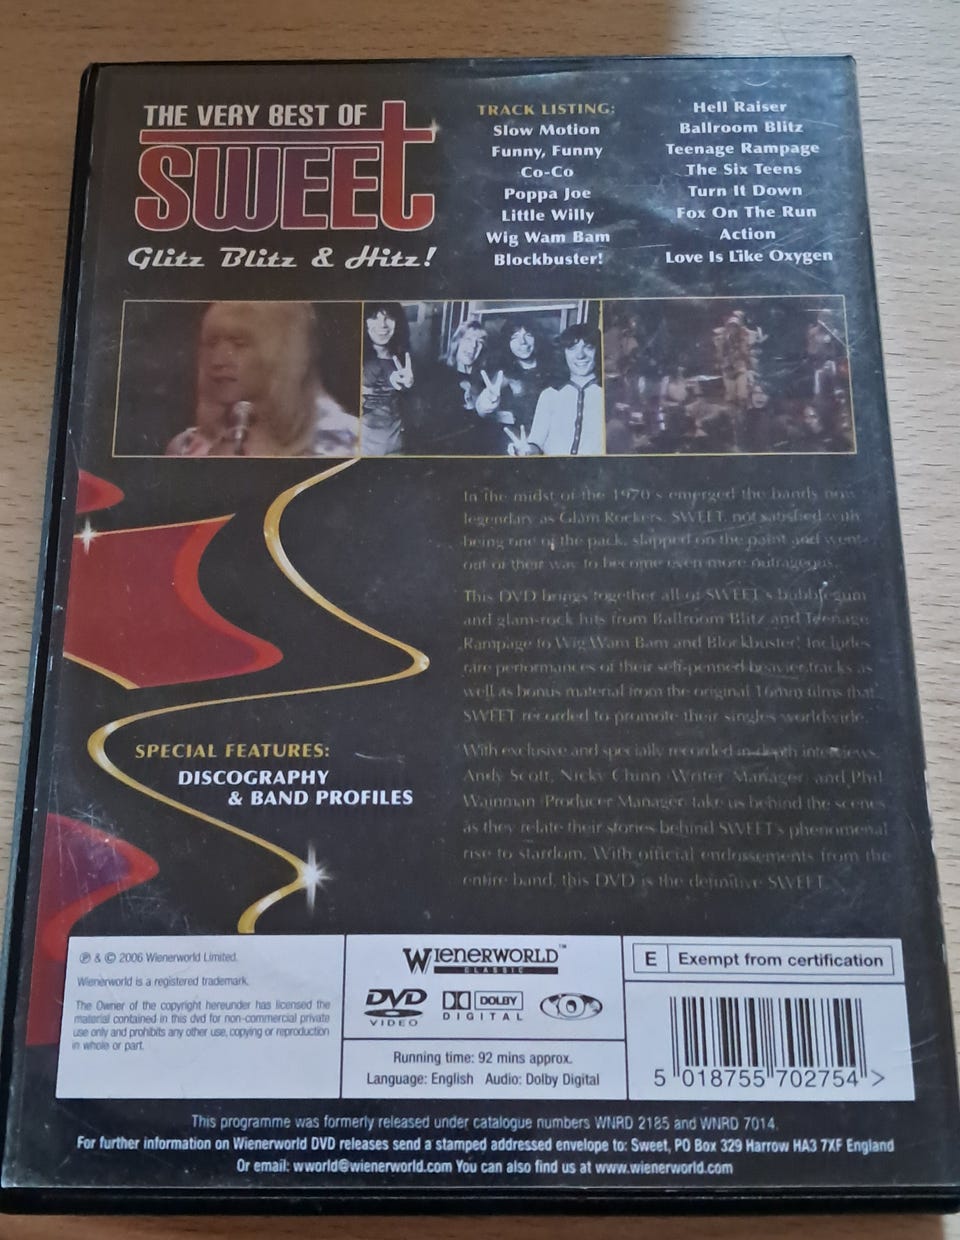 THE VERY BEST OF
SWEET
Glitz Blitz & Hitz!
TRACK LISTING:
Slow Motion
Funny, Funny
Co-Co
Poppa Joe
Little Willy
Wig Wam Bam
Blockbuster!
Hell Raiser
Ballroom Blitz
Teenage Rampage
The Six Teens
Turn It Down
Fox On The Run
Action
Love Is Like Oxygen
In the midst of the 1970's emerged the bands now
legendary as Glam Rockers. SWEET, not satisfied with
being one of the pack, slapped on the paint and went
out of their way to become even more outrageous.
This DVD brings together all of SWEET's bubblegum
and glam-rock hits from Ballroom Blitz and Teenage
Rampage to Wig Wam Bam and Blockbuster!. Includes
rare performances of their self-penned heavier tracks as
well as bonus material from the original 16mm films that
SWEET recorded to promote their singles worldwide.
With exclusive and specially recorded in-depth interviews,
Andy Scott, Nicky Chinn (Writer/Manager) and Phil
Wainman (Producer/Manager) take us behind the scenes
as they relate their stories behind SWEET's phenomenal
rise to stardom. With official endorsements from the
entire band, this DVD is the definitive SWEET.
SPECIAL FEATURES:
DISCOGRAPHY
& BAND PROFILES
℗ & © 2006 Wienerworld Limited.
Wienerworld is a registered trademark.
The Owner of the copyright hereunder has licensed the
material contained in this dvd for non-commercial private
use only and prohibits any other use, copying or reproduction
in whole or part.
WIENERWORLD™
CLASSIC
DVD
VIDEO
DOLBY
DIGITAL
Running time: 92 mins approx.
Language: English Audio: Dolby Digital
E Exempt from certification
5 018755 702754 >
This programme was formerly released under catalogue numbers WNRD 2185 and WNRD 7014.
For further information on Wienerworld DVD releases send a stamped addressed envelope to: Sweet, PO Box 329 Harrow HA3 7XF England
Or email: wworld@wienerworld.com You can also find us at www.wienerworld.com